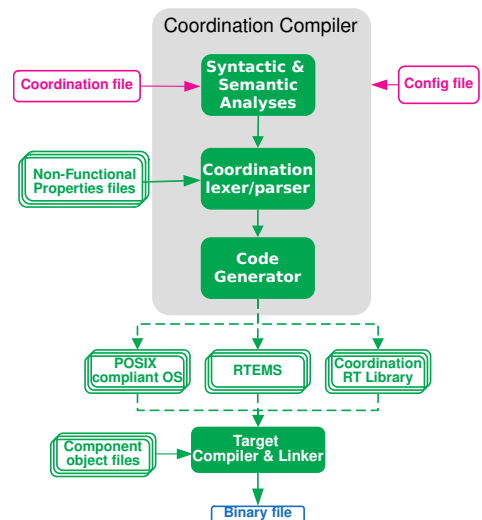 Coordination Compiler
Syntactic &
Semantic
Analyses
Coordination file
Config file
Non-Functional
Properties files
Coordination
lexer/parser
Code
Generator
POSIX
compliant OS
RTEMS
Coordination
RT Library
Component
object files
Target
Compiler & Linker
Binary file